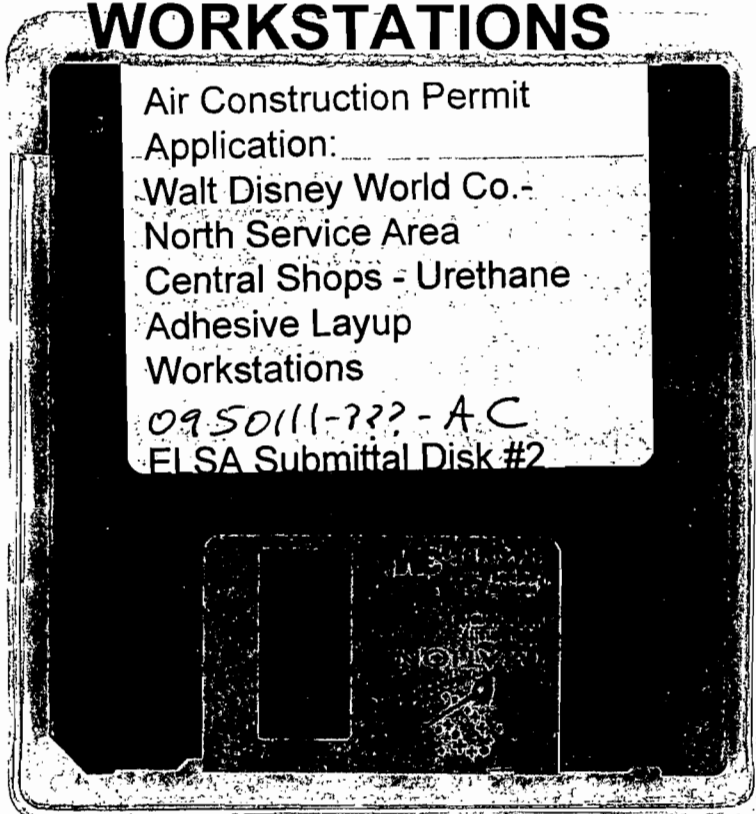 WORKSTATIONS
Air Construction Permit
Application:
Walt Disney World Co.-
North Service Area
Central Shops - Urethane
Adhesive Layup
Workstations
0950111-??? - AC
ELSA Submittal Disk #2